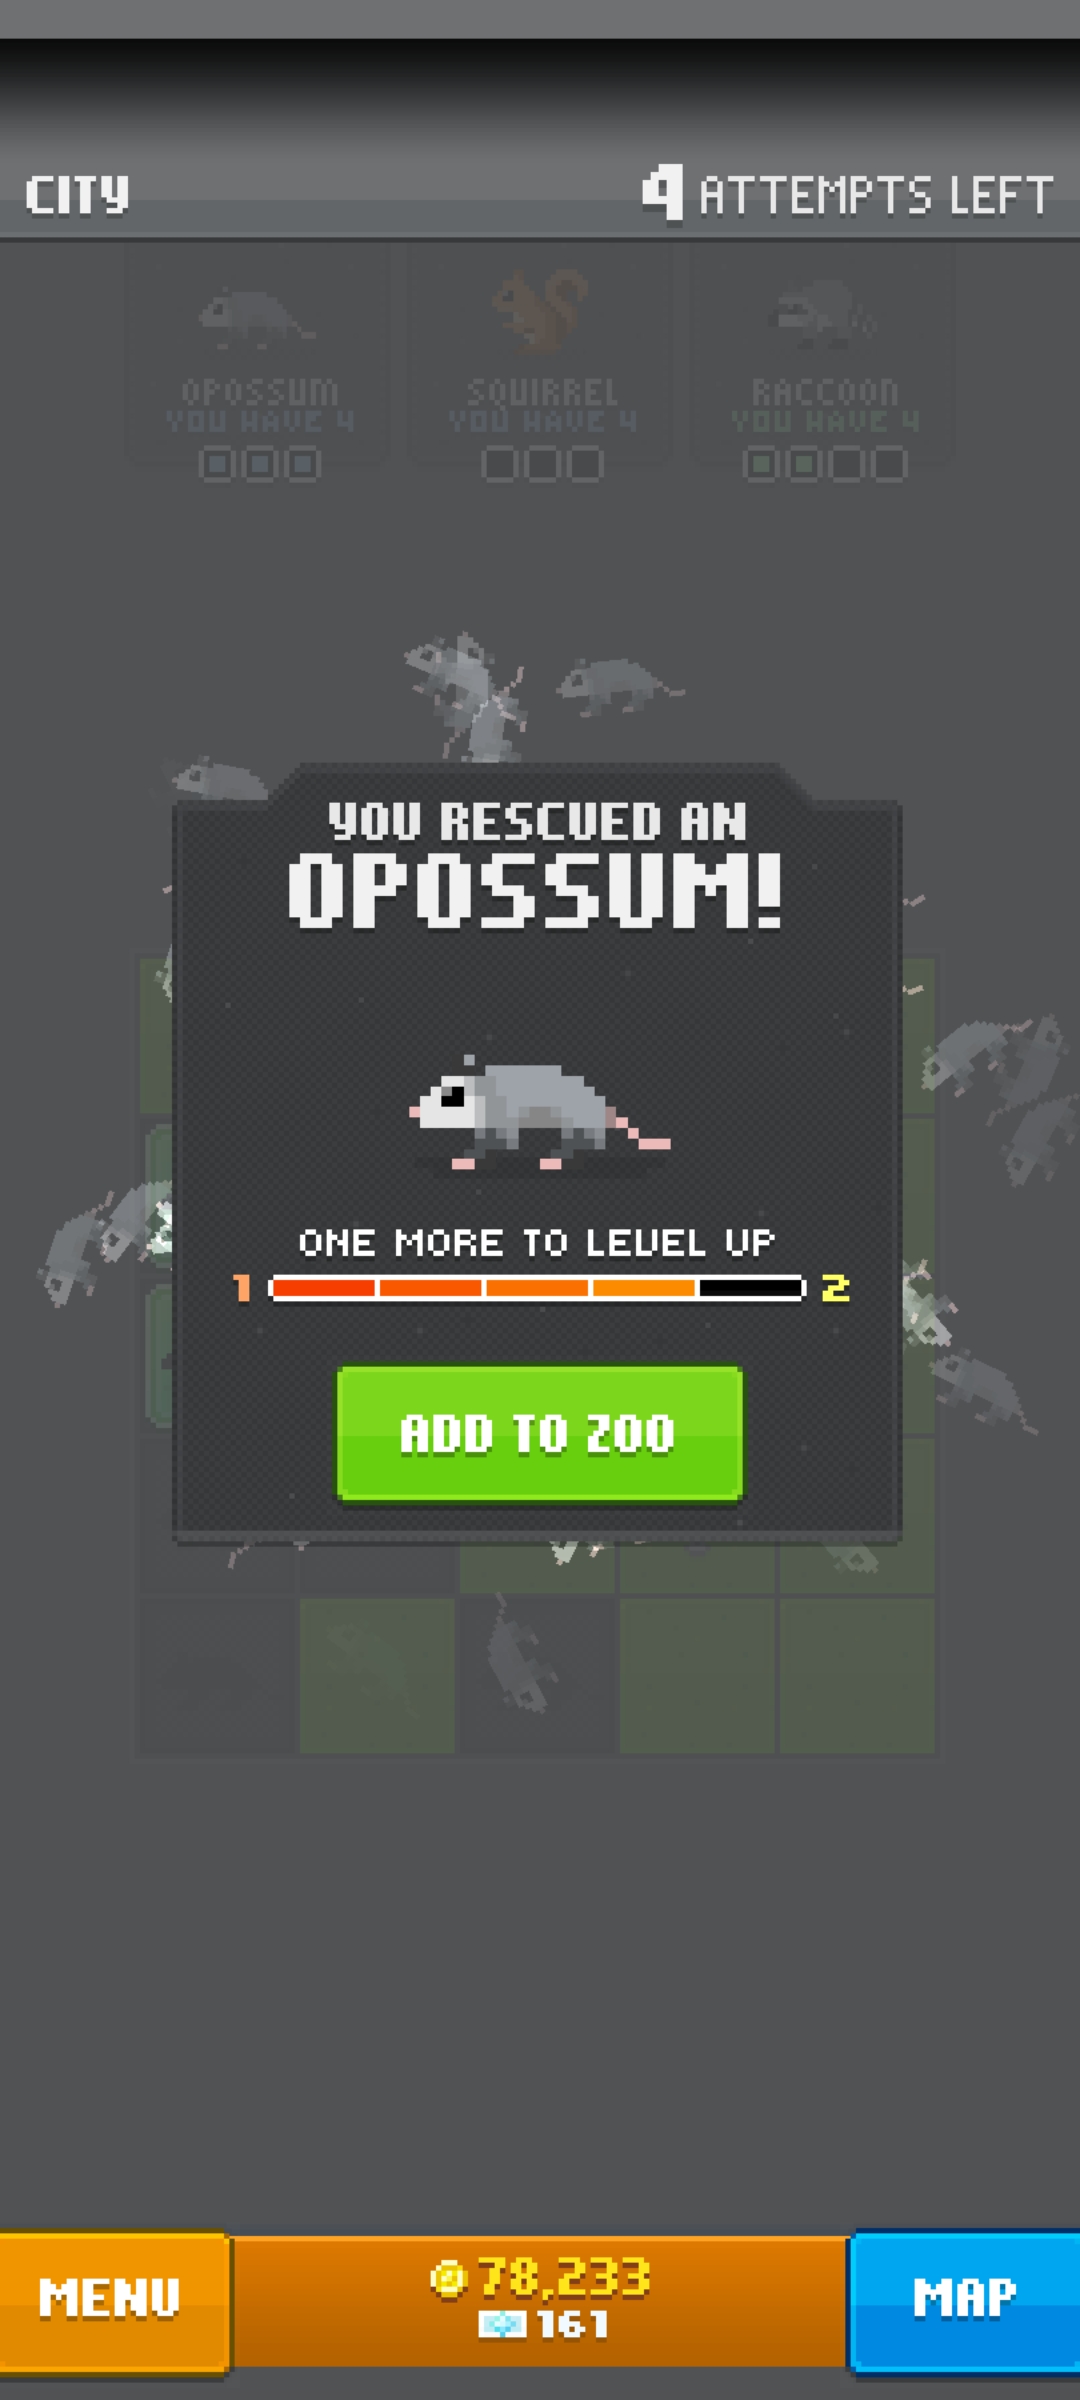 CITY
4 ATTEMPTS LEFT
OPOSSUM
YOU HAVE 4
SQUIRREL
YOU HAVE 4
RACCOON
YOU HAVE 4
YOU RESCUED AN
OPOSSUM!
ONE MORE TO LEVEL UP
1
2
ADD TO ZOO
MENU
78,233
161
MAP